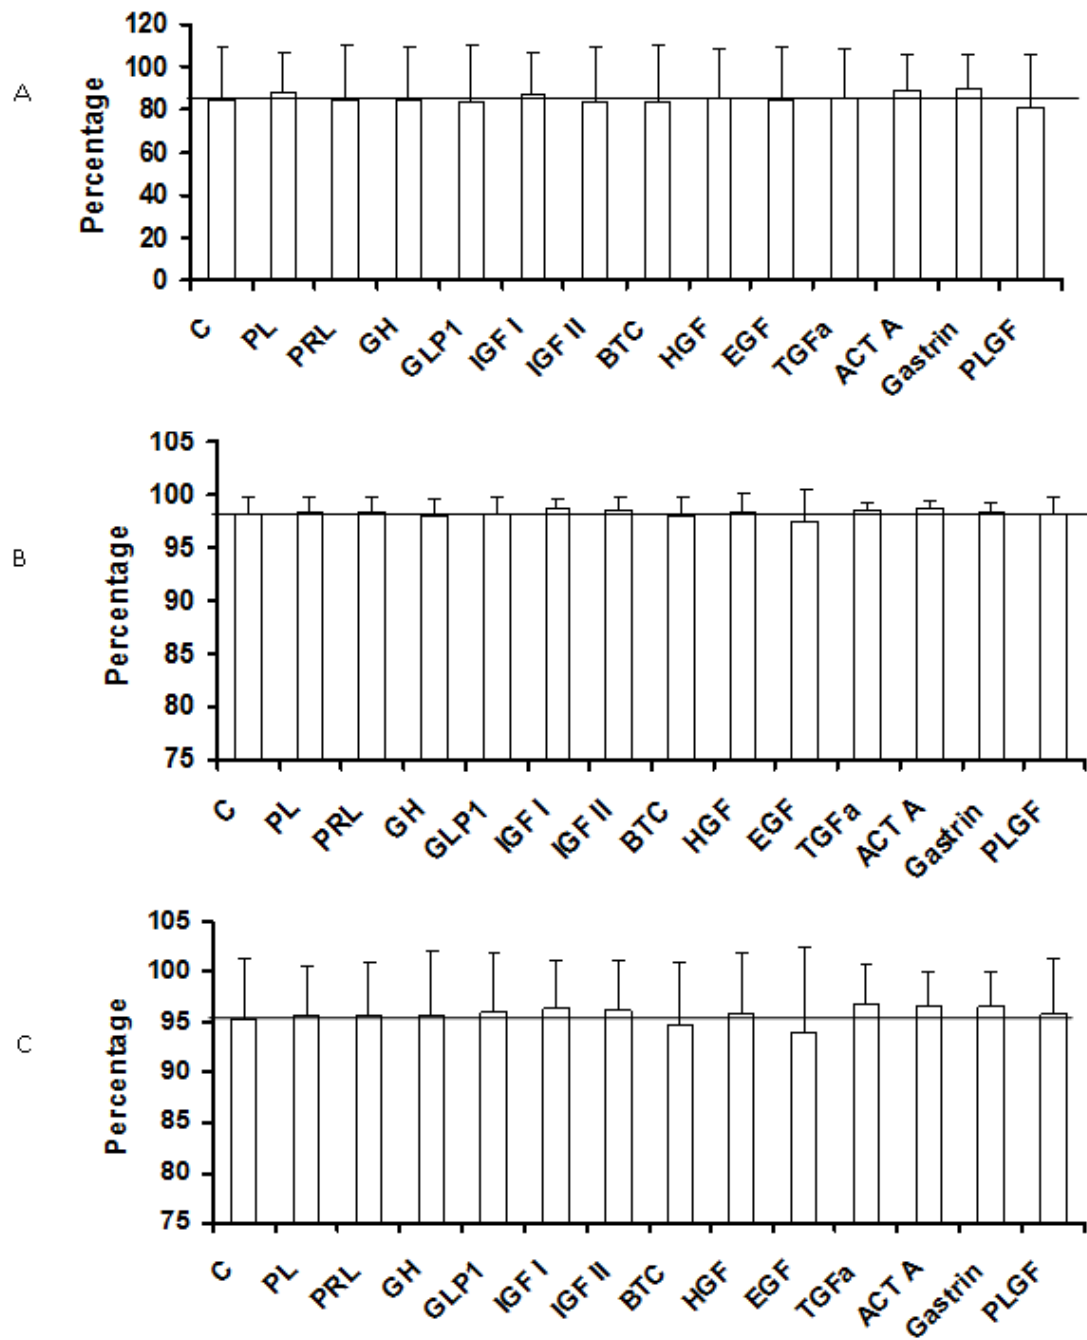 A
Percentage
120
100
80
60
40
20
0
C PL PRL GH GLP1 IGF I IGF II BTC HGF EGF TGFa ACT A Gastrin PLGF
B
Percentage
105
100
95
90
85
80
75
C PL PRL GH GLP1 IGF I IGF II BTC HGF EGF TGFa ACT A Gastrin PLGF
C
Percentage
105
100
95
90
85
80
75
C PL PRL GH GLP1 IGF I IGF II BTC HGF EGF TGFa ACT A Gastrin PLGF